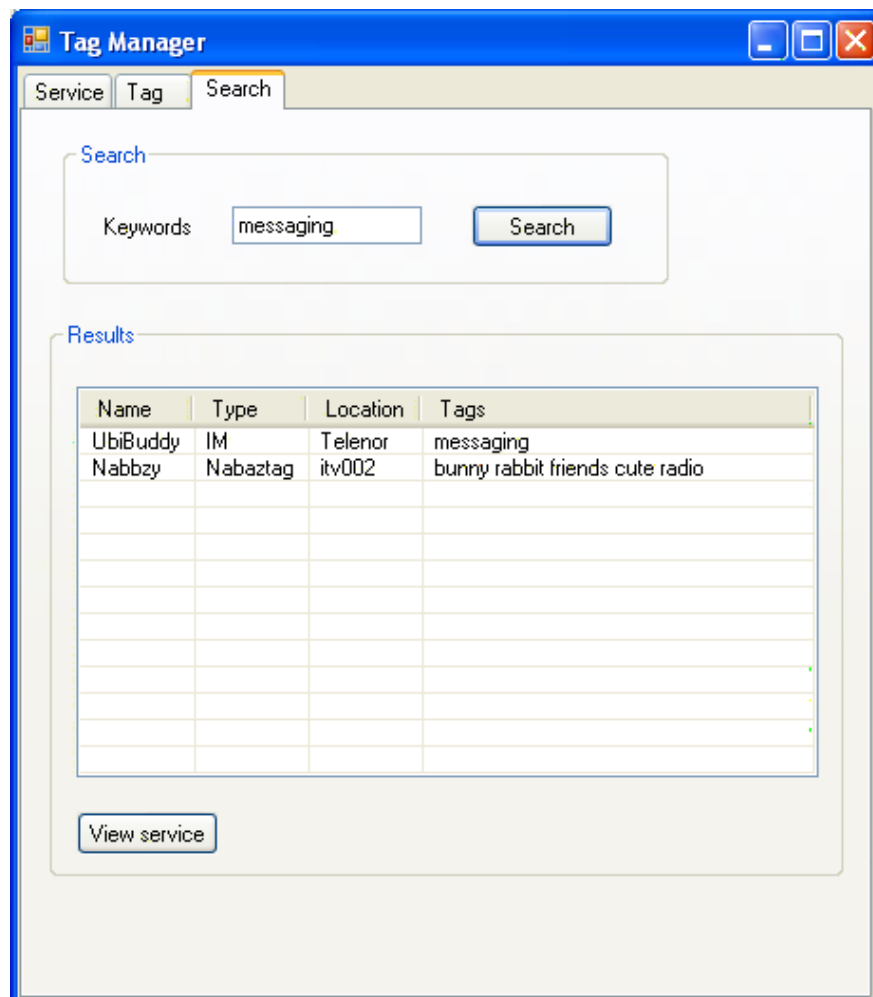 Tag Manager
Service Tag Search
Search
Keywords messaging Search
Results
Name Type Location Tags
UbiBuddy IM Telenor messaging
Nabbzy Nabaztag itv002 bunny rabbit friends cute radio
View service